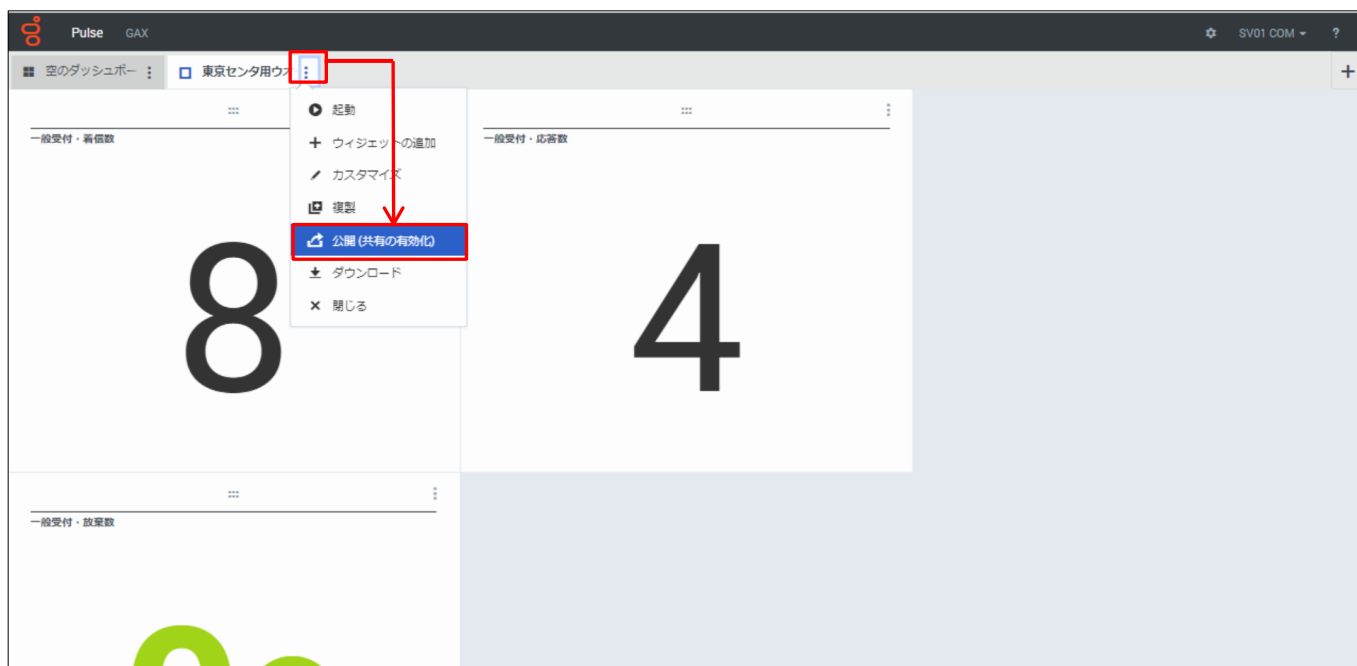 Pulse GAX SV01 COM ?
空のダッシュボー 東京センタ用ウォ
起動
ウィジェットの追加
カスタマイズ
複製
公開 (共有の有効化)
ダウンロード
閉じる
一般受付・着信数
8
一般受付・応答数
4
一般受付・放棄数